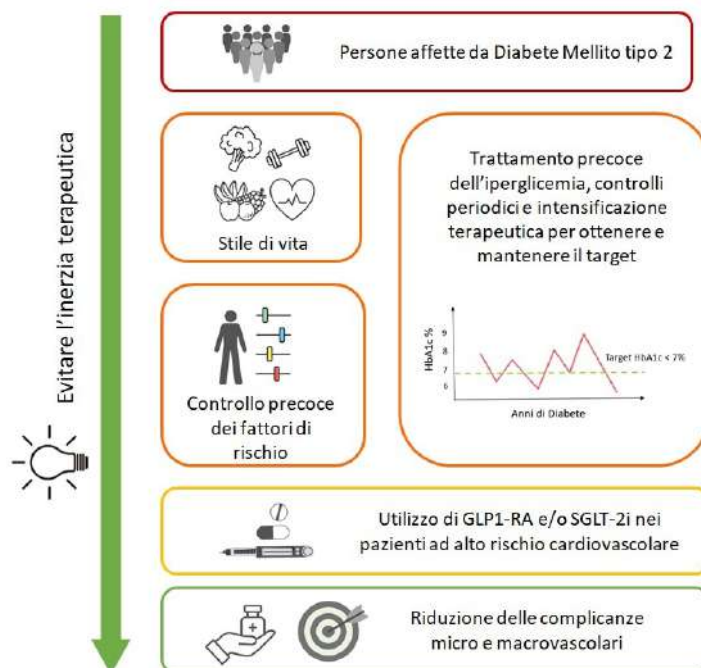 Persone affette da Diabete Mellito tipo 2
Evitare l'inerzia terapeutica
Stile di vita
Trattamento precoce
dell'iperglicemia, controlli
periodici e intensificazione
terapeutica per ottenere e
mantenere il target
HbA1c %
9
8
7
6
Target HbA1c < 7%
Anni di Diabete
Controllo precoce
dei fattori di
rischio
Utilizzo di GLP1-RA e/o SGLT-2i nei
pazienti ad alto rischio cardiovascolare
Riduzione delle complicanze
micro e macrovascolari